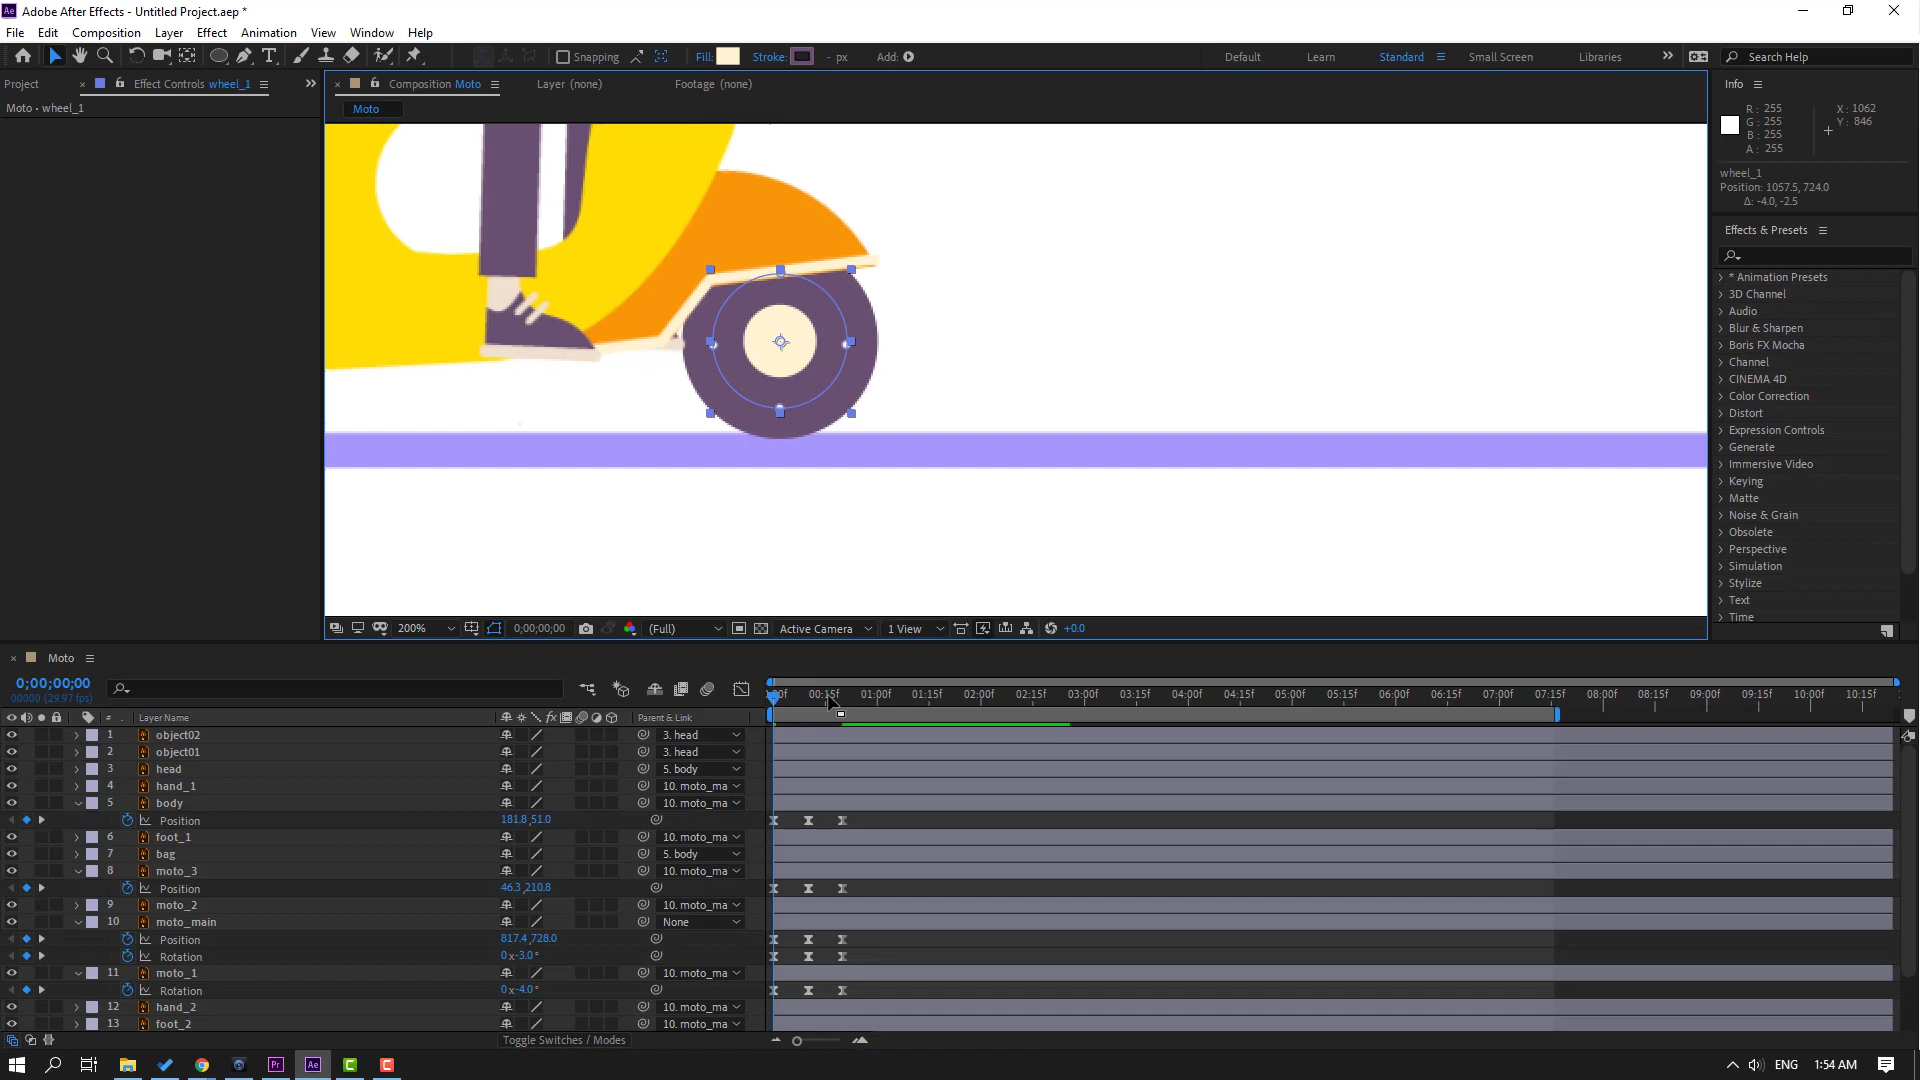 Adobe After Effects - Untitled Project.aep *
File Edit Composition Layer Effect Animation View Window Help
Snapping Fill: Stroke: - px Add: Default Learn Standard Small Screen Libraries Search Help
Project Effect Controls wheel_1 Composition Moto Layer (none) Footage (none) Info
Moto • wheel_1 Moto
R: 255 X: 1062
G: 255 Y: 846
B: 255
A: 255
wheel_1
Position: 1057.5, 724.0
Δ: -4.0, -2.5
Effects & Presets
* Animation Presets
3D Channel
Audio
Blur & Sharpen
Boris FX Mocha
Channel
CINEMA 4D
Color Correction
Distort
Expression Controls
Generate
Immersive Video
Keying
Matte
Noise & Grain
Obsolete
Perspective
Simulation
Stylize
Text
Time
200% 0;00;00;00 (Full) Active Camera 1 View +0.0
Moto
0;00;00;00
00000 (29.97 fps)
00:15f 01:00f 01:15f 02:00f 02:15f 03:00f 03:15f 04:00f 04:15f 05:00f 05:15f 06:00f 06:15f 07:00f 07:15f 08:00f 08:15f 09:00f 09:15f 10:00f 10:15f
# Layer Name fx Parent & Link
1 object02 3. head
2 object01 3. head
3 head 5. body
4 hand_1 10. moto_ma
5 body 10. moto_ma
Position 181.8,51.0
6 foot_1 10. moto_ma
7 bag 5. body
8 moto_3 10. moto_ma
Position 46.3,210.8
9 moto_2 10. moto_ma
10 moto_main None
Position 817.4,728.0
Rotation 0x-3.0°
11 moto_1 10. moto_ma
Rotation 0x-4.0°
12 hand_2 10. moto_ma
13 foot_2 10. moto_ma
Toggle Switches / Modes
Pr Ae C C ENG 1:54 AM